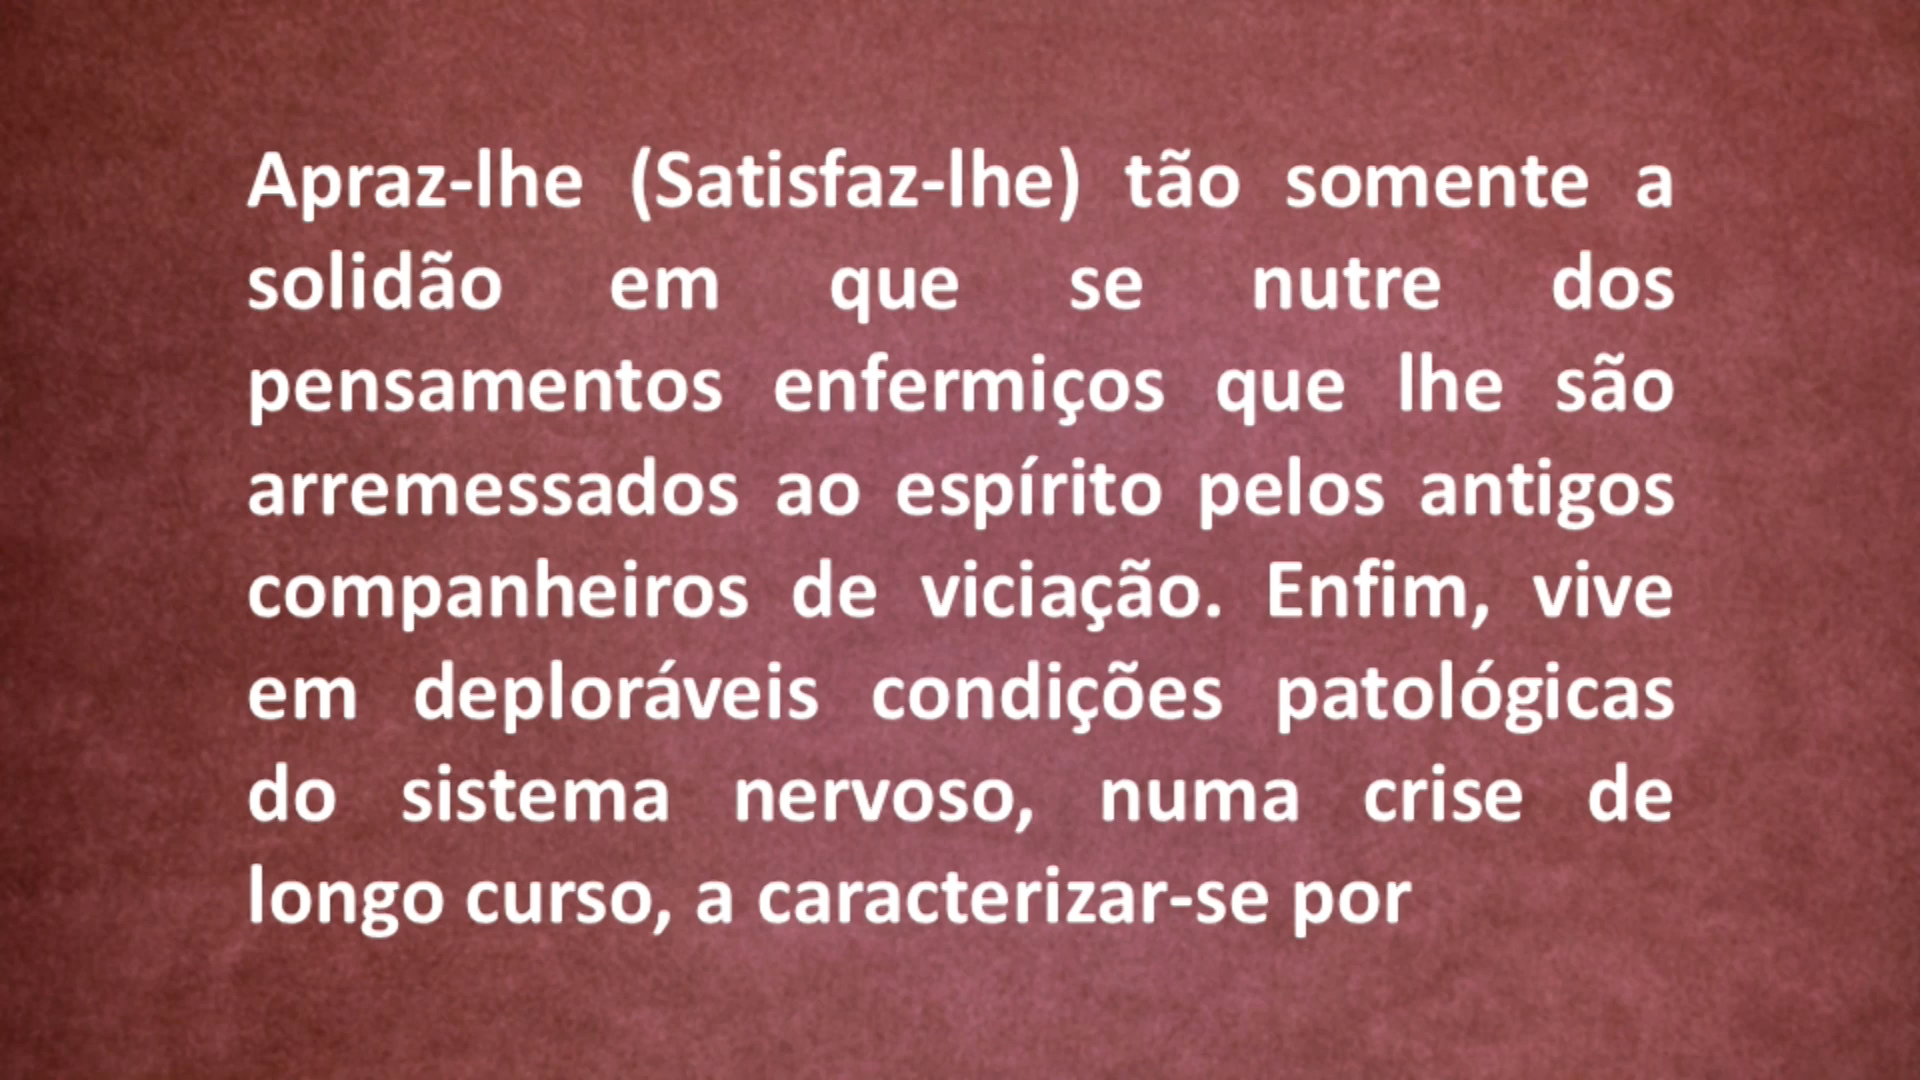 Apraz-lhe (Satisfaz-lhe) tão somente a
solidão em que se nutre dos
pensamentos enfermiços que lhe são
arremessados ao espírito pelos antigos
companheiros de viciação. Enfim, vive
em deploráveis condições patológicas
do sistema nervoso, numa crise de
longo curso, a caracterizar-se por